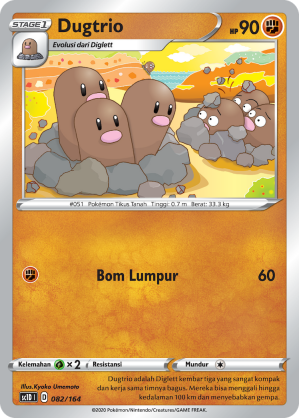 STAGE 1 Dugtrio HP 90
Evolusi dari Diglett
#051 Pokémon Tikus Tanah Tinggi: 0.7 m Berat: 33.3 kg
Bom Lumpur 60
Kelemahan × 2 Resistansi Mundur
Illus. Kyoko Umemoto
sc1D I D 082/164
Dugtrio adalah Diglett kembar tiga yang sangat kompak
dan kerja sama timnya bagus. Mereka bisa menggali hingga
kedalaman 100 km dan menyebabkan gempa.
©2020 Pokémon/Nintendo/Creatures/GAME FREAK.